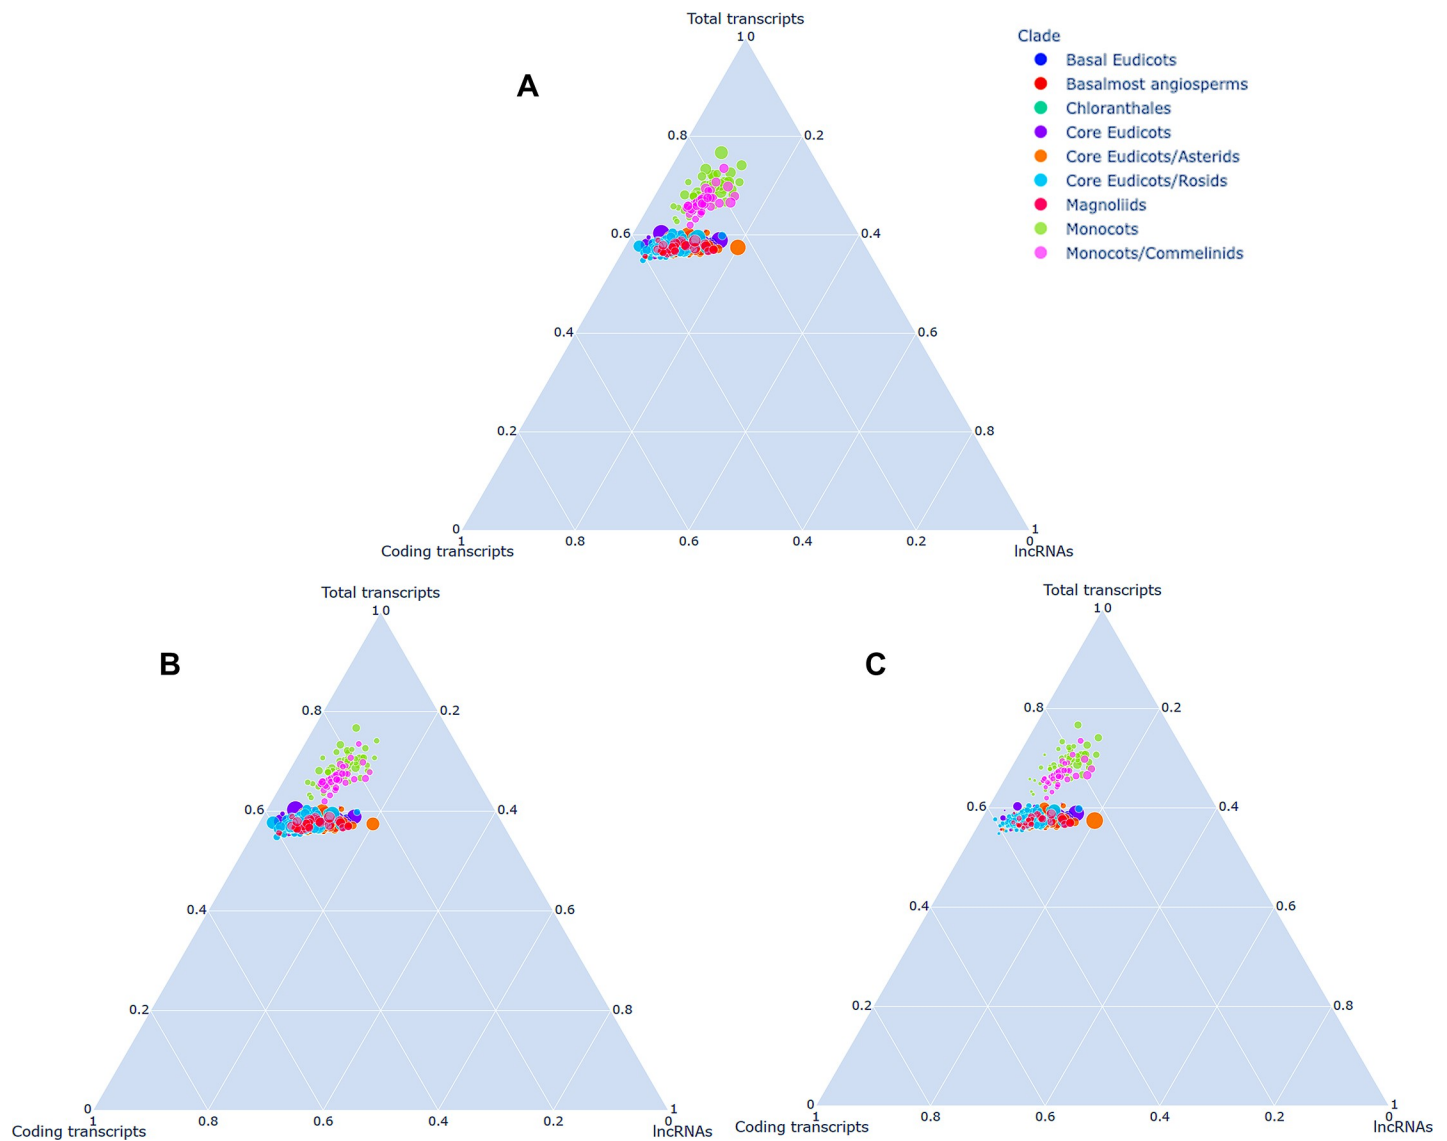 Total transcripts
1 0
A
Clade
Basal Eudicots
Basalmost angiosperms
Chloranthales
Core Eudicots
Core Eudicots/Asterids
Core Eudicots/Rosids
Magnoliids
Monocots
Monocots/Commelinids
0.8 0.2
0.6 0.4
0.4 0.6
0.2 0.8
0 1
1 0.8 0.6 0.4 0.2 0
Coding transcripts lncRNAs
Total transcripts
1 0
B
0.8 0.2
0.6 0.4
0.4 0.6
0.2 0.8
0 1
1 0.8 0.6 0.4 0.2 0
Coding transcripts lncRNAs
Total transcripts
1 0
C
0.8 0.2
0.6 0.4
0.4 0.6
0.2 0.8
0 1
1 0.8 0.6 0.4 0.2 0
Coding transcripts lncRNAs